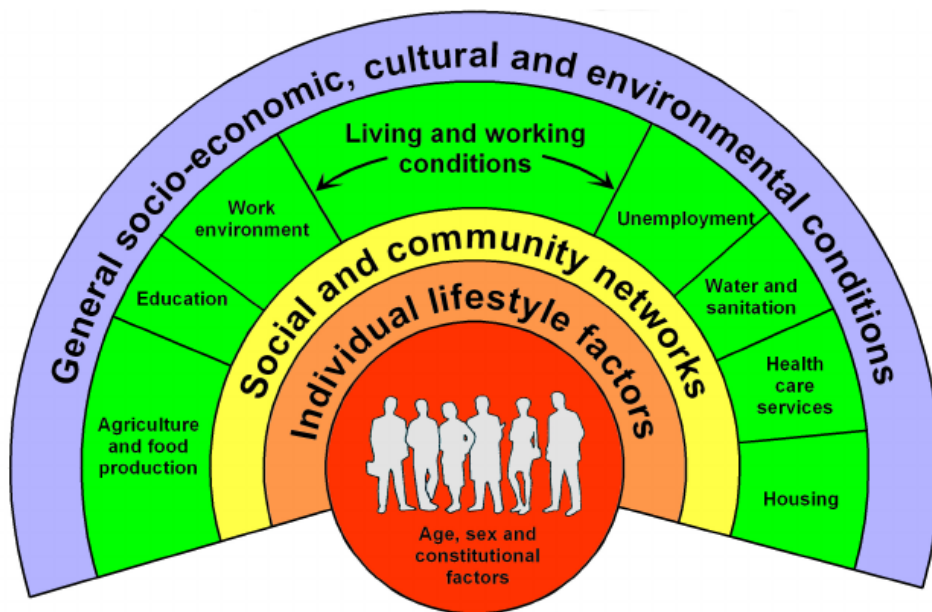 General socio-economic, cultural and environmental conditions
Living and working
conditions
Work
environment
Unemployment
Education
Water and
sanitation
Agriculture
and food
production
Health
care
services
Housing
Social and community networks
Individual lifestyle factors
Age, sex and
constitutional
factors